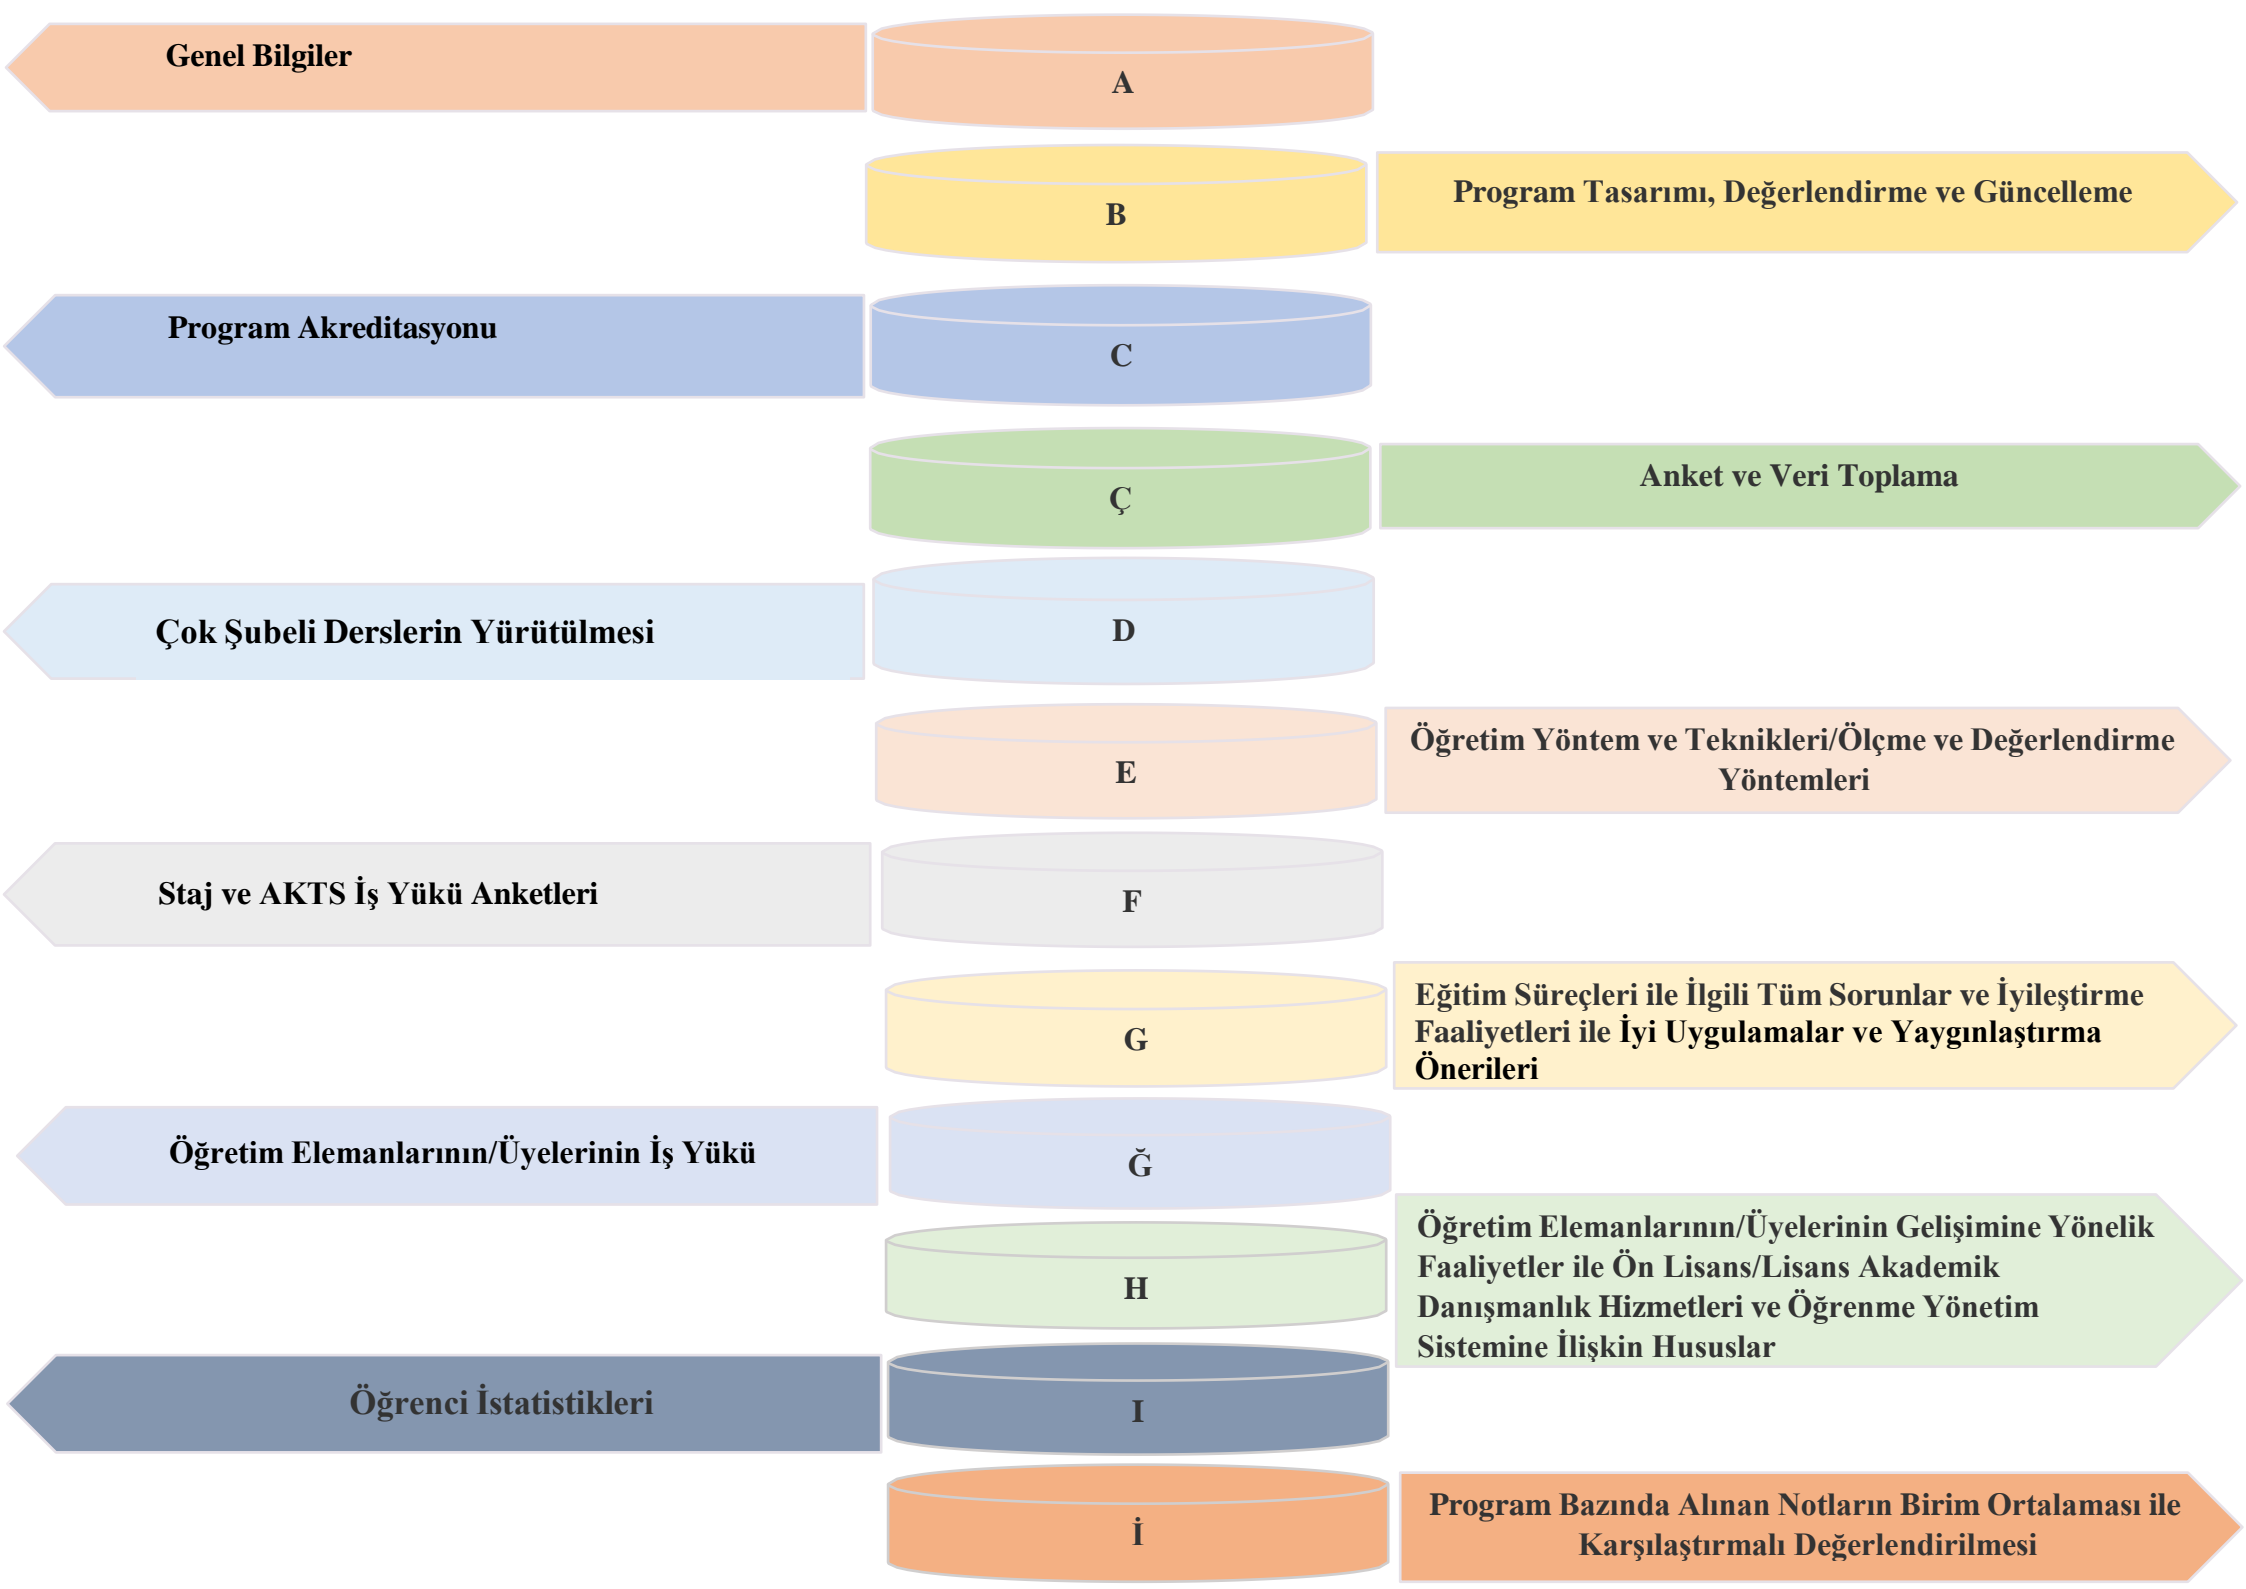 Genel Bilgiler
A
B
Program Tasarımı, Değerlendirme ve Güncelleme
Program Akreditasyonu
C
Ç
Anket ve Veri Toplama
Çok Şubeli Derslerin Yürütülmesi
D
E
Öğretim Yöntem ve Teknikleri/Ölçme ve Değerlendirme
Yöntemleri
Staj ve AKTS İş Yükü Anketleri
F
G
Eğitim Süreçleri ile İlgili Tüm Sorunlar ve İyileştirme
Faaliyetleri ile İyi Uygulamalar ve Yaygınlaştırma
Önerileri
Öğretim Elemanlarının/Üyelerinin İş Yükü
Ğ
H
Öğretim Elemanlarının/Üyelerinin Gelişimine Yönelik
Faaliyetler ile Ön Lisans/Lisans Akademik
Danışmanlık Hizmetleri ve Öğrenme Yönetim
Sistemine İlişkin Hususlar
Öğrenci İstatistikleri
I
İ
Program Bazında Alınan Notların Birim Ortalaması ile
Karşılaştırmalı Değerlendirilmesi